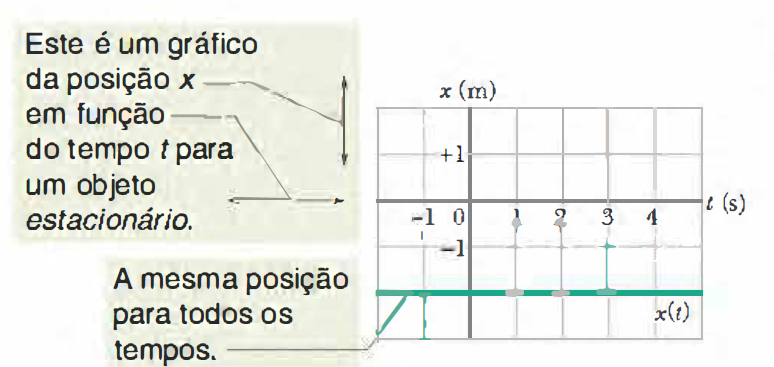 Este é um gráfico
da posição x
em função
do tempo t para
um objeto
estacionário.
x (m)
+1
t (s)
-1 0 1 2 3 4
-1
A mesma posição
para todos os
tempos.
x(t)